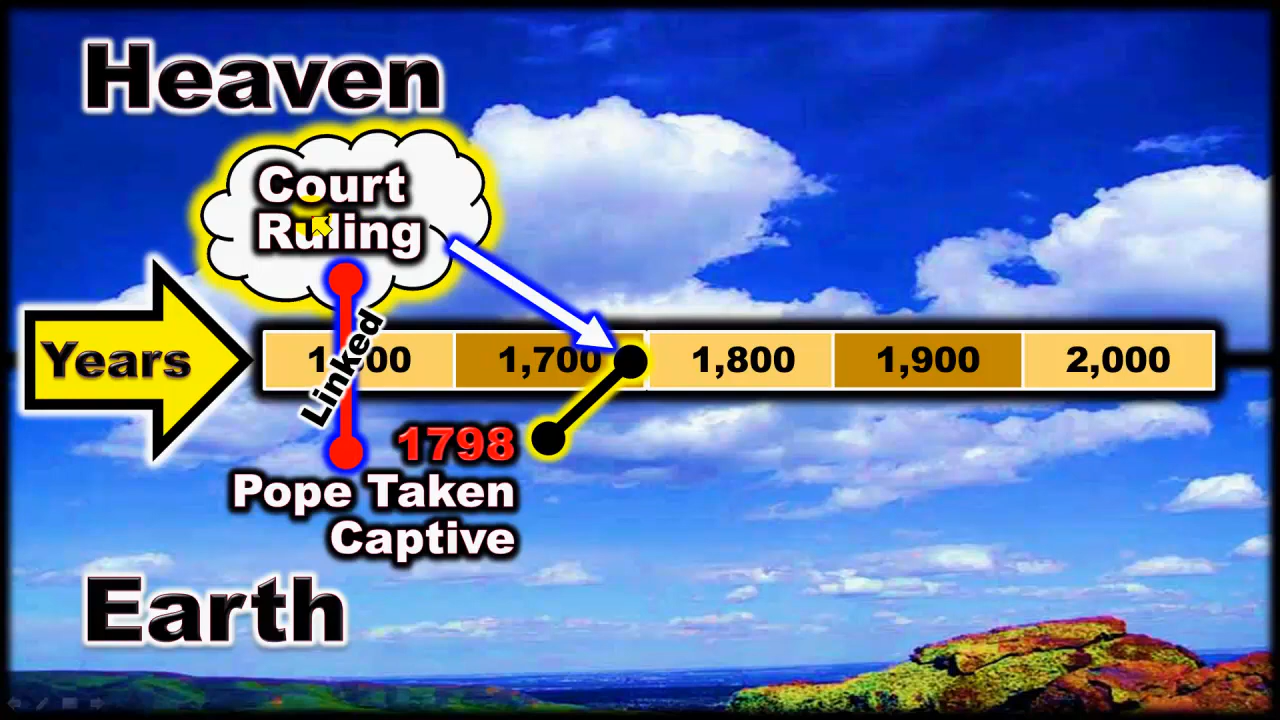 Heaven
Court
Ruling
Years
1,700
1,800
1,900
2,000
Linked
1798
Pope Taken
Captive
Earth